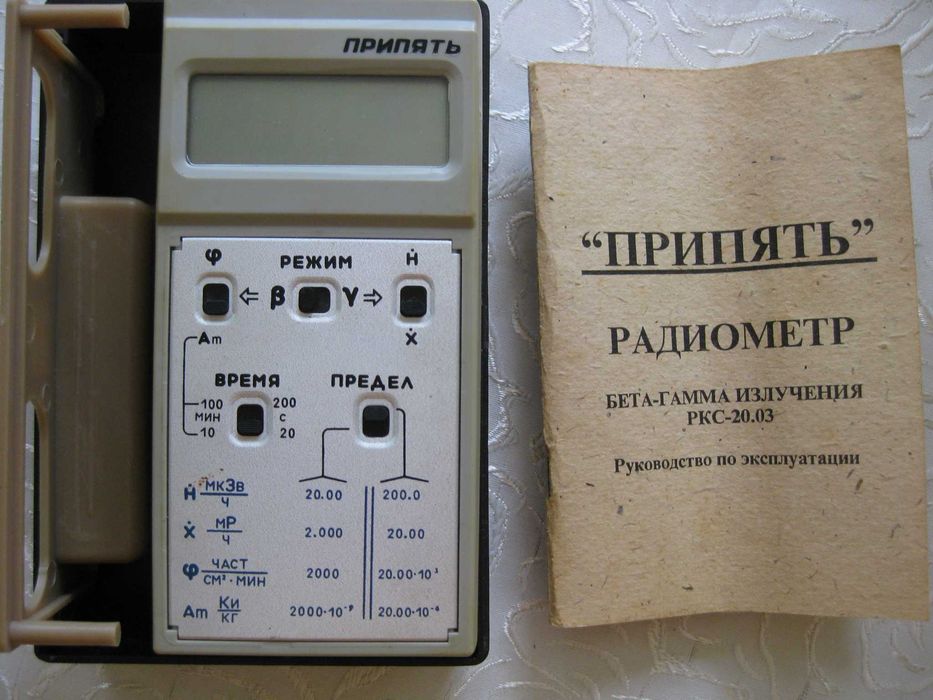 ПРИПЯТЬ
φ РЕЖИМ Ḣ
⇐ β γ ⇒
Am Ẋ
ВРЕМЯ ПРЕДЕЛ
100 200
МИН с
10 20
Ḣ мкЗв/ч 20.00 200.0
Ẋ мР/ч 2.000 20.00
φ ЧАСТ/СМ²·МИН 2000 20.00·10³
Am Ки/кг 2000·10⁻⁹ 20.00·10⁻⁶
“ПРИПЯТЬ”
РАДИОМЕТР
БЕТА-ГАММА ИЗЛУЧЕНИЯ
РКС-20.03
Руководство по эксплуатации